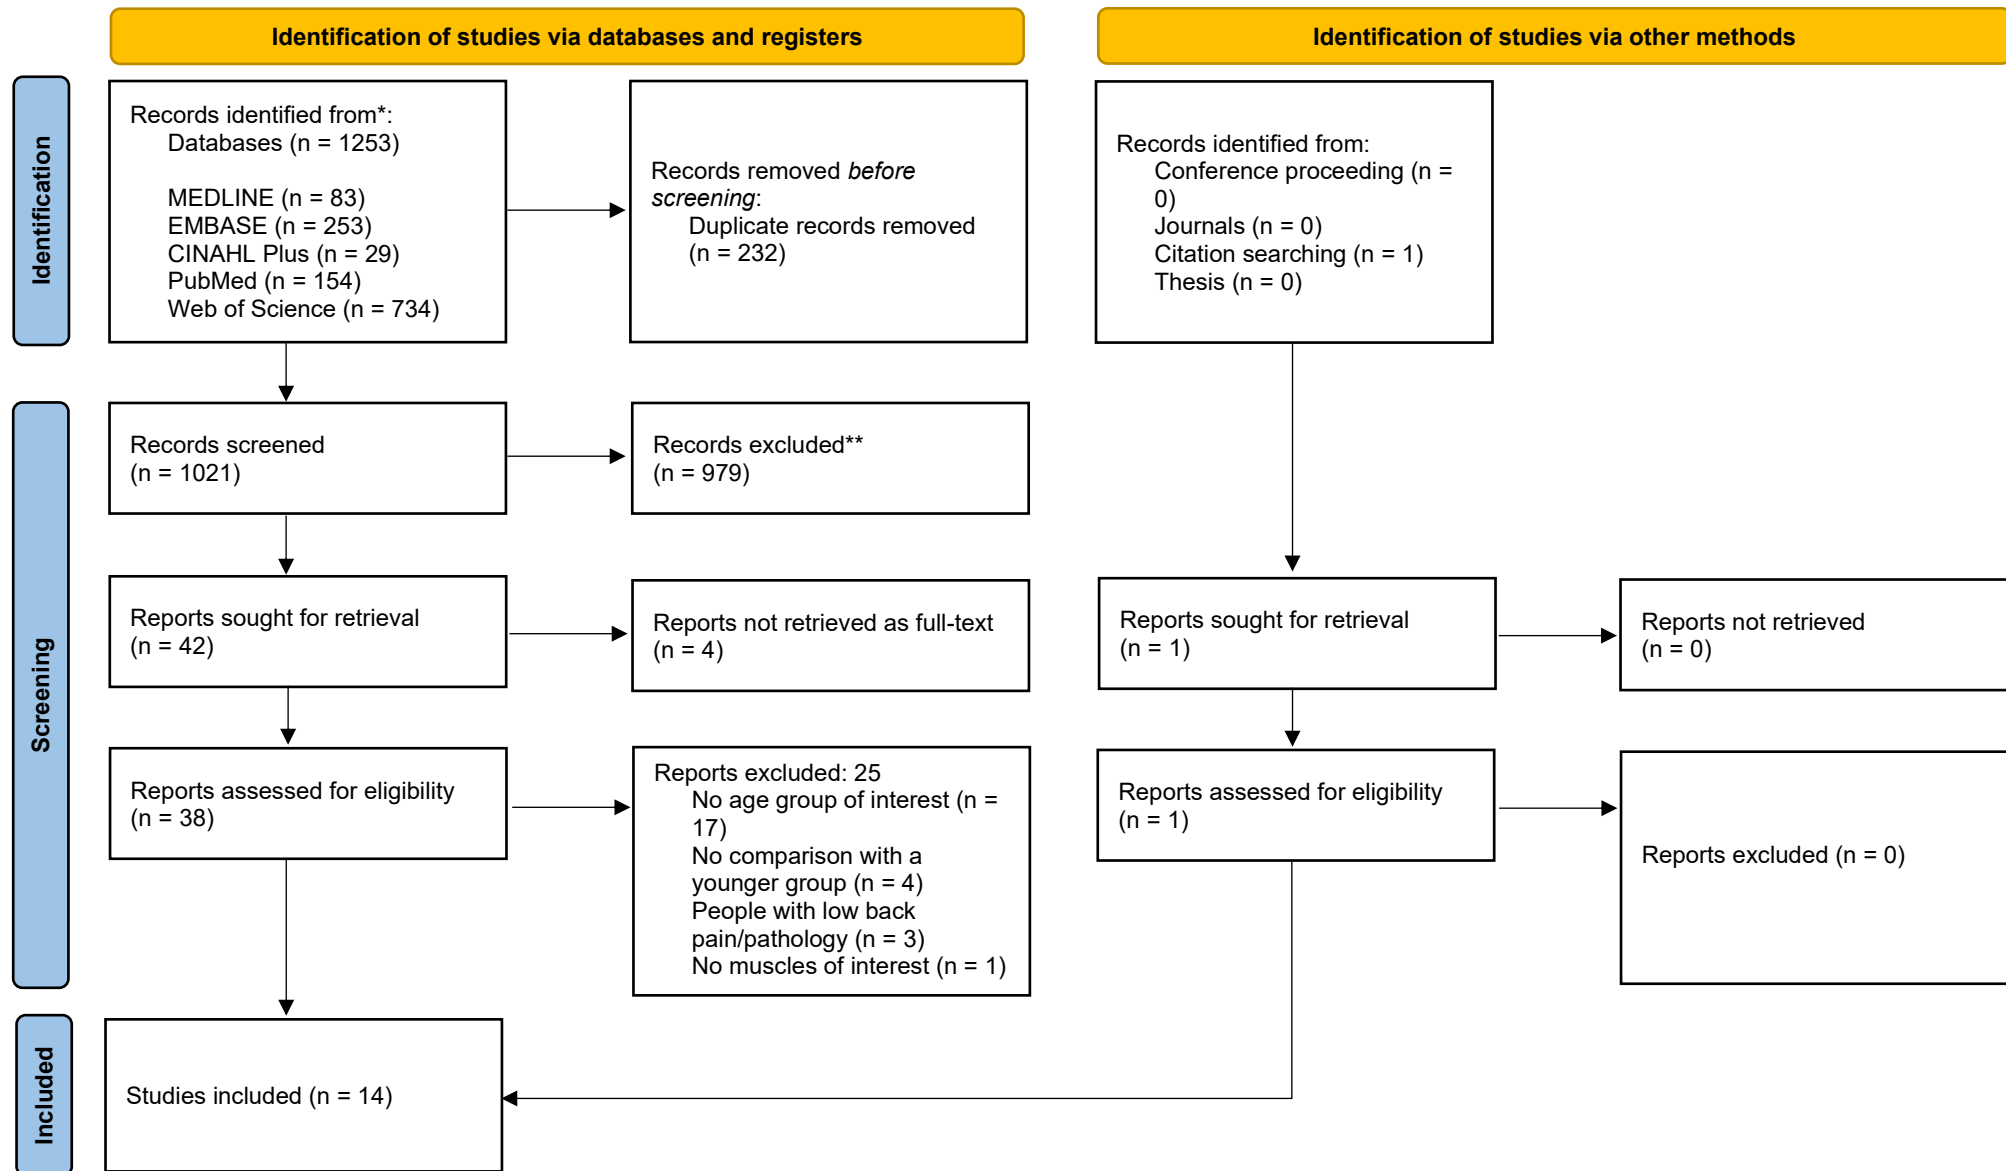 Identification of studies via databases and registers
Identification of studies via other methods
Identification
Records identified from*:
Databases (n = 1253)
MEDLINE (n = 83)
EMBASE (n = 253)
CINAHL Plus (n = 29)
PubMed (n = 154)
Web of Science (n = 734)
Records removed before
screening:
Duplicate records removed
(n = 232)
Records identified from:
Conference proceeding (n =
0)
Journals (n = 0)
Citation searching (n = 1)
Thesis (n = 0)
Screening
Records screened
(n = 1021)
Records excluded**
(n = 979)
Reports sought for retrieval
(n = 42)
Reports not retrieved as full-text
(n = 4)
Reports sought for retrieval
(n = 1)
Reports not retrieved
(n = 0)
Reports assessed for eligibility
(n = 38)
Reports excluded: 25
No age group of interest (n =
17)
No comparison with a
younger group (n = 4)
People with low back
pain/pathology (n = 3)
No muscles of interest (n = 1)
Reports assessed for eligibility
(n = 1)
Reports excluded (n = 0)
Included
Studies included (n = 14)